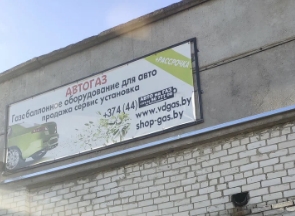 АВТОГАЗ
Газобаллонное оборудование для авто
продажа сервис установка
+374(44)
www.vdgas.by
shop-gas.by